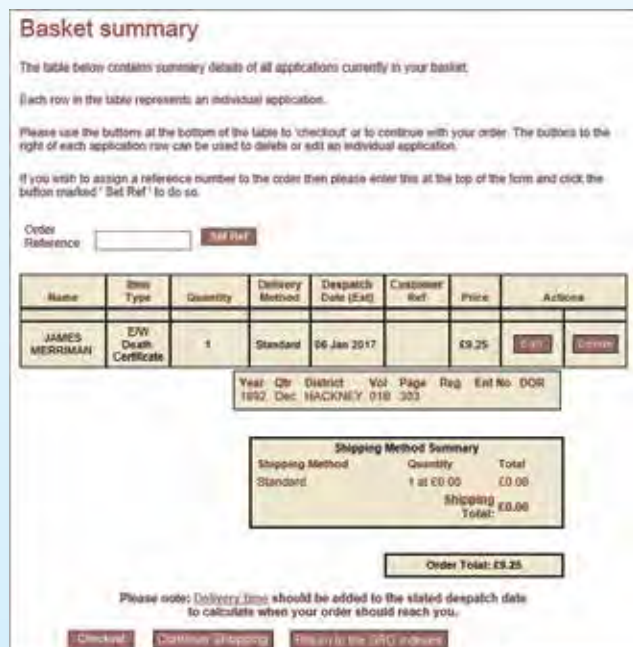 Basket summary
The table below contains summary details of all applications currently in your basket.
Each row in the table represents an individual application.
Please use the buttons at the bottom of the table to 'checkout' or to continue with your order. The buttons to the
right of each application row can be used to delete or edit an individual application.
If you wish to assign a reference number to the order then please enter this at the top of the form and click the
button marked ' Set Ref ' to do so.
Order
Reference
Set Ref
Name Item Type Quantity Delivery Method Despatch Date (Est) Customer Ref Price Actions
JAMES MERRIMAN E/W Death Certificate 1 Standard 06 Jan 2017 £9.25 Edit Delete
Year Qtr District Vol Page Reg Ent No DOR
1892 Dec HACKNEY 01B 303
Shipping Method Summary
Shipping Method Quantity Total
Standard 1 at £0.00 £0.00
Shipping Total: £0.00
Order Total: £9.25
Please note: Delivery time should be added to the stated despatch date
to calculate when your order should reach you.
Checkout Continue Shopping Return to the GRO Indexes